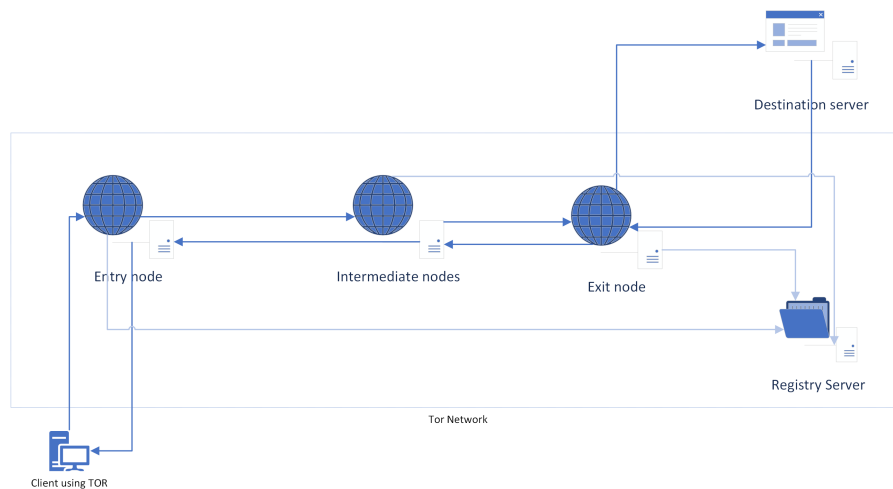 Destination server
Entry node
Intermediate nodes
Exit node
Registry Server
Tor Network
Client using TOR